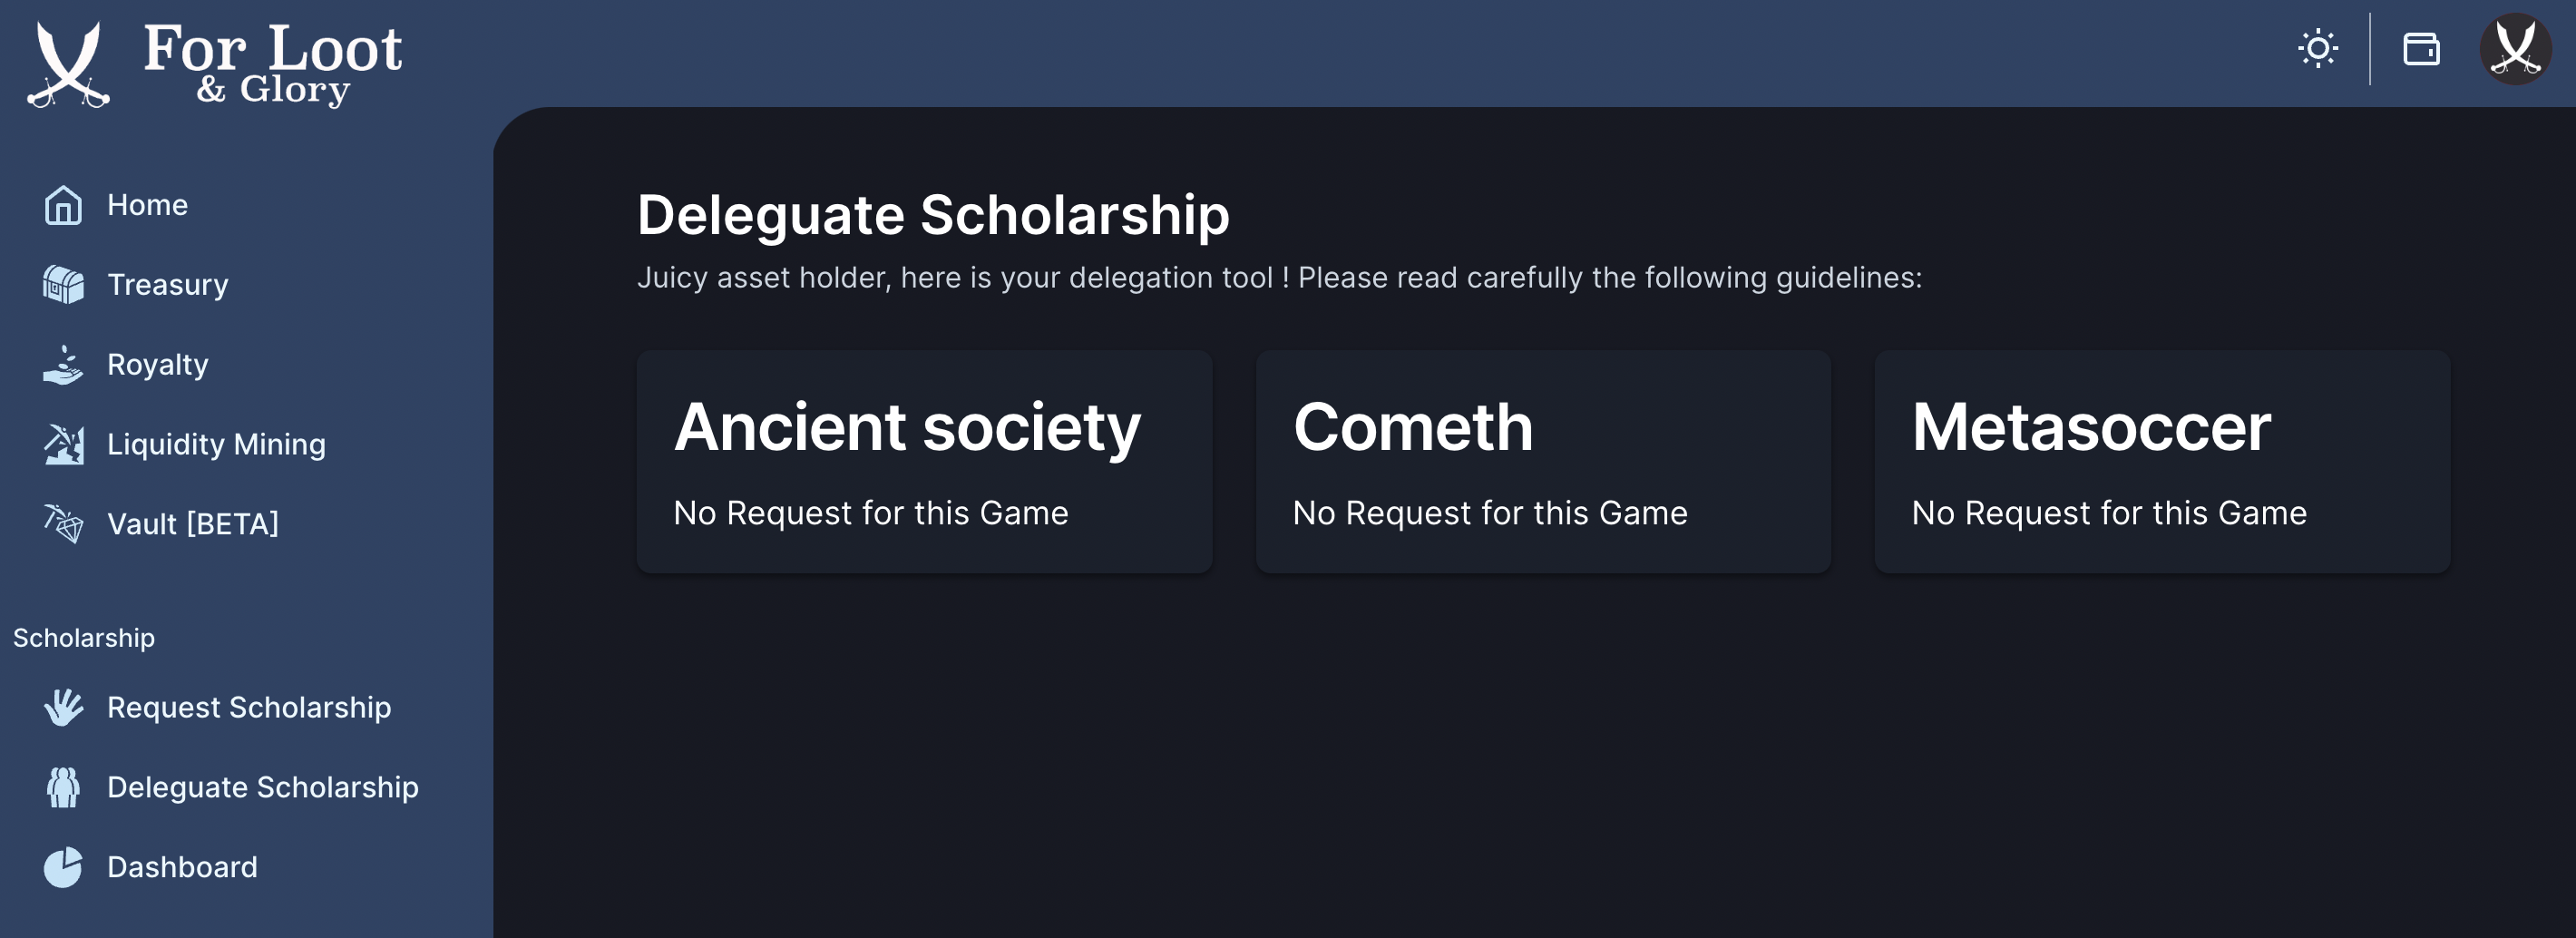 For Loot
& Glory
Home
Treasury
Royalty
Liquidity Mining
Vault [BETA]
Scholarship
Request Scholarship
Deleguate Scholarship
Dashboard
Deleguate Scholarship
Juicy asset holder, here is your delegation tool ! Please read carefully the following guidelines:
Ancient society
No Request for this Game
Cometh
No Request for this Game
Metasoccer
No Request for this Game